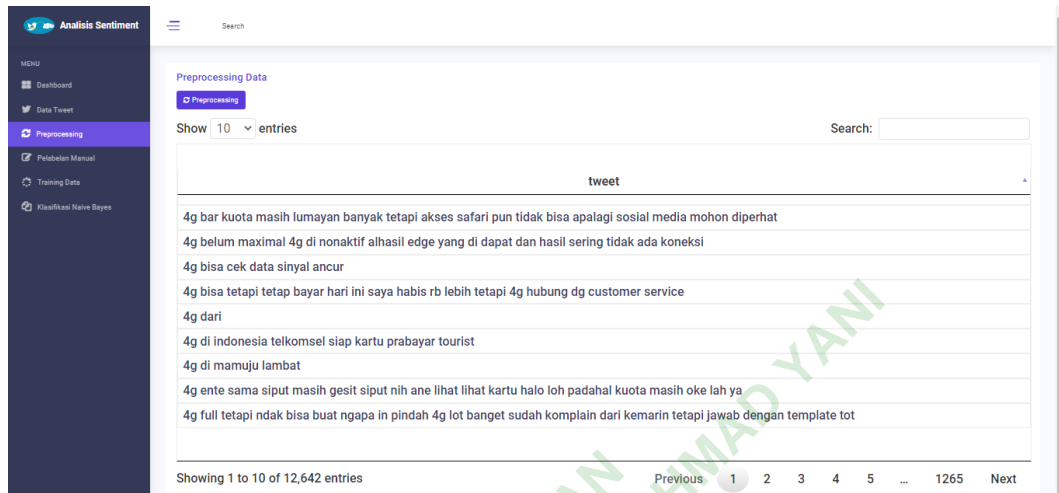 Analisis Sentiment
Search
MENU
Dashboard
Data Tweet
Preprocessing
Pelabelan Manual
Training Data
Klasifikasi Naive Bayes
Preprocessing Data
Preprocessing
Show 10 entries
Search:
tweet
4g bar kuota masih lumayan banyak tetapi akses safari pun tidak bisa apalagi sosial media mohon diperhat
4g belum maximal 4g di nonaktif alhasil edge yang di dapat dan hasil sering tidak ada koneksi
4g bisa cek data sinyal ancur
4g bisa tetapi tetap bayar hari ini saya habis rb lebih tetapi 4g hubung dg customer service
4g dari
4g di indonesia telkomsel siap kartu prabayar tourist
4g di mamuju lambat
4g ente sama siput masih gesit siput nih ane lihat lihat kartu halo loh padahal kuota masih oke lah ya
4g full tetapi ndak bisa buat ngapa in pindah 4g lot banget sudah komplain dari kemarin tetapi jawab dengan template tot
Showing 1 to 10 of 12,642 entries
Previous 1 2 3 4 5 ... 1265 Next
HMAD YANI